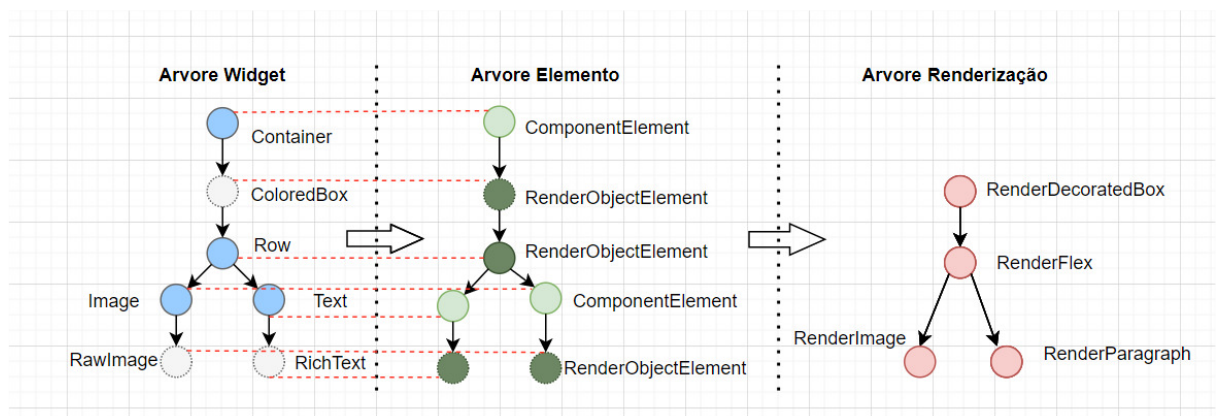 Arvore Widget
Container
ColoredBox
Row
Image
Text
RawImage
RichText
Arvore Elemento
ComponentElement
RenderObjectElement
RenderObjectElement
ComponentElement
RenderObjectElement
Arvore Renderização
RenderDecoratedBox
RenderFlex
RenderImage
RenderParagraph